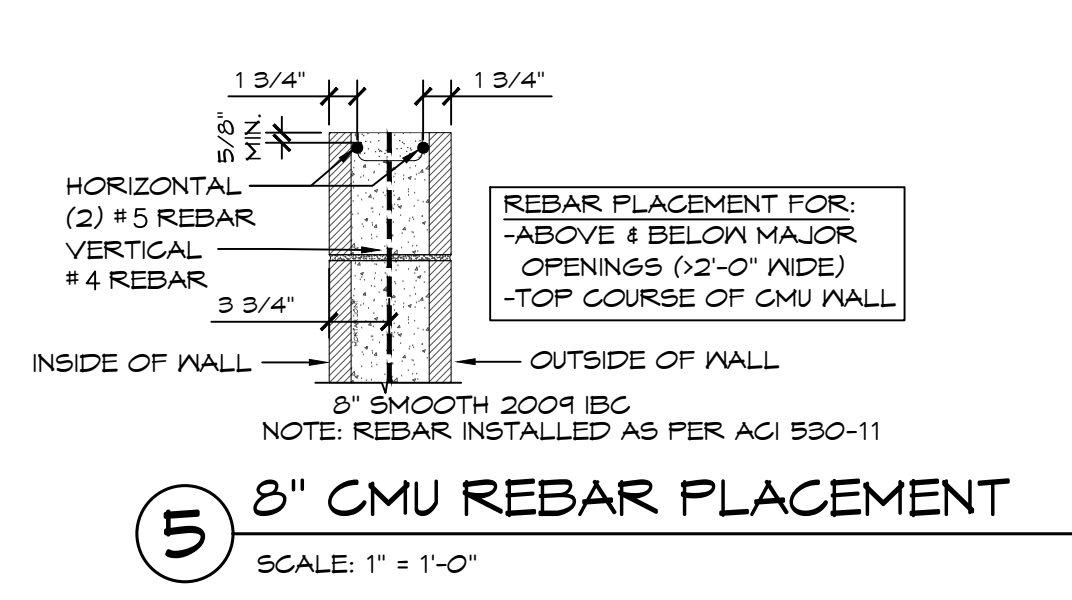 1 3/4"
1 3/4"
5/8"
MIN.
HORIZONTAL
(2) #5 REBAR
VERTICAL
#4 REBAR
3 3/4"
INSIDE OF WALL
REBAR PLACEMENT FOR:
-ABOVE & BELOW MAJOR
OPENINGS (>2'-0" WIDE)
-TOP COURSE OF CMU WALL
OUTSIDE OF WALL
8" SMOOTH 2009 IBC
NOTE: REBAR INSTALLED AS PER ACI 530-11
5
8" CMU REBAR PLACEMENT
SCALE: 1" = 1'-0"